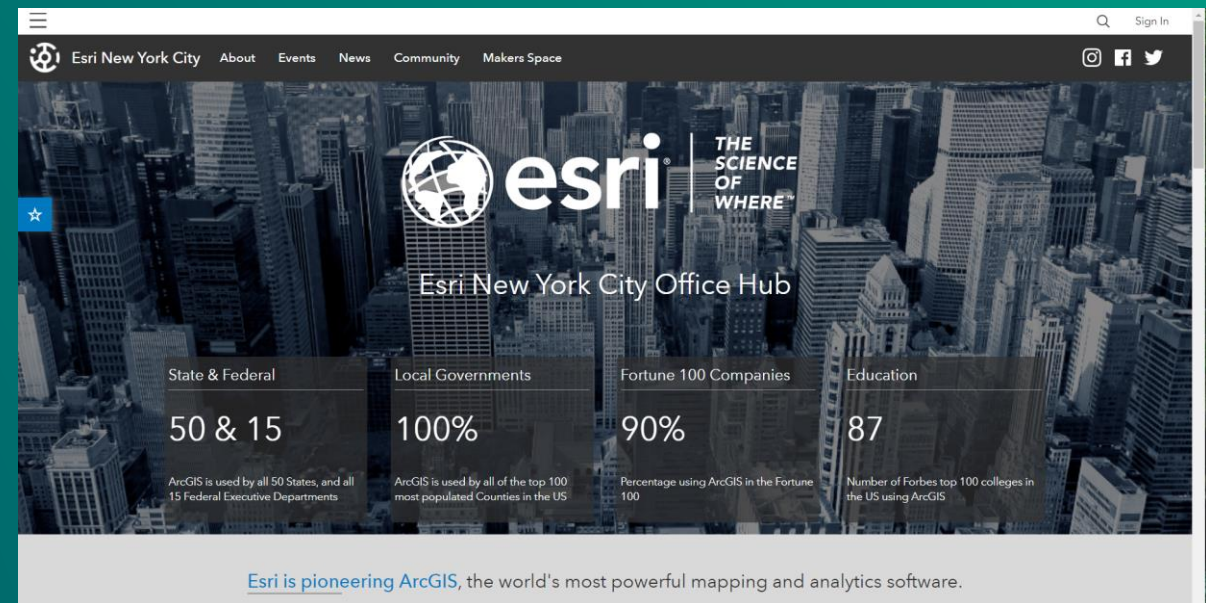 Sign In
Esri New York City About Events News Community Makers Space
esri® THE
SCIENCE
OF
WHERE™
Esri New York City Office Hub
State & Federal
50 & 15
ArcGIS is used by all 50 States, and all
15 Federal Executive Departments
Local Governments
100%
ArcGIS is used by all of the top 100
most populated Counties in the US
Fortune 100 Companies
90%
Percentage using ArcGIS in the Fortune
100
Education
87
Number of Forbes top 100 colleges in
the US using ArcGIS
Esri is pioneering ArcGIS, the world's most powerful mapping and analytics software.